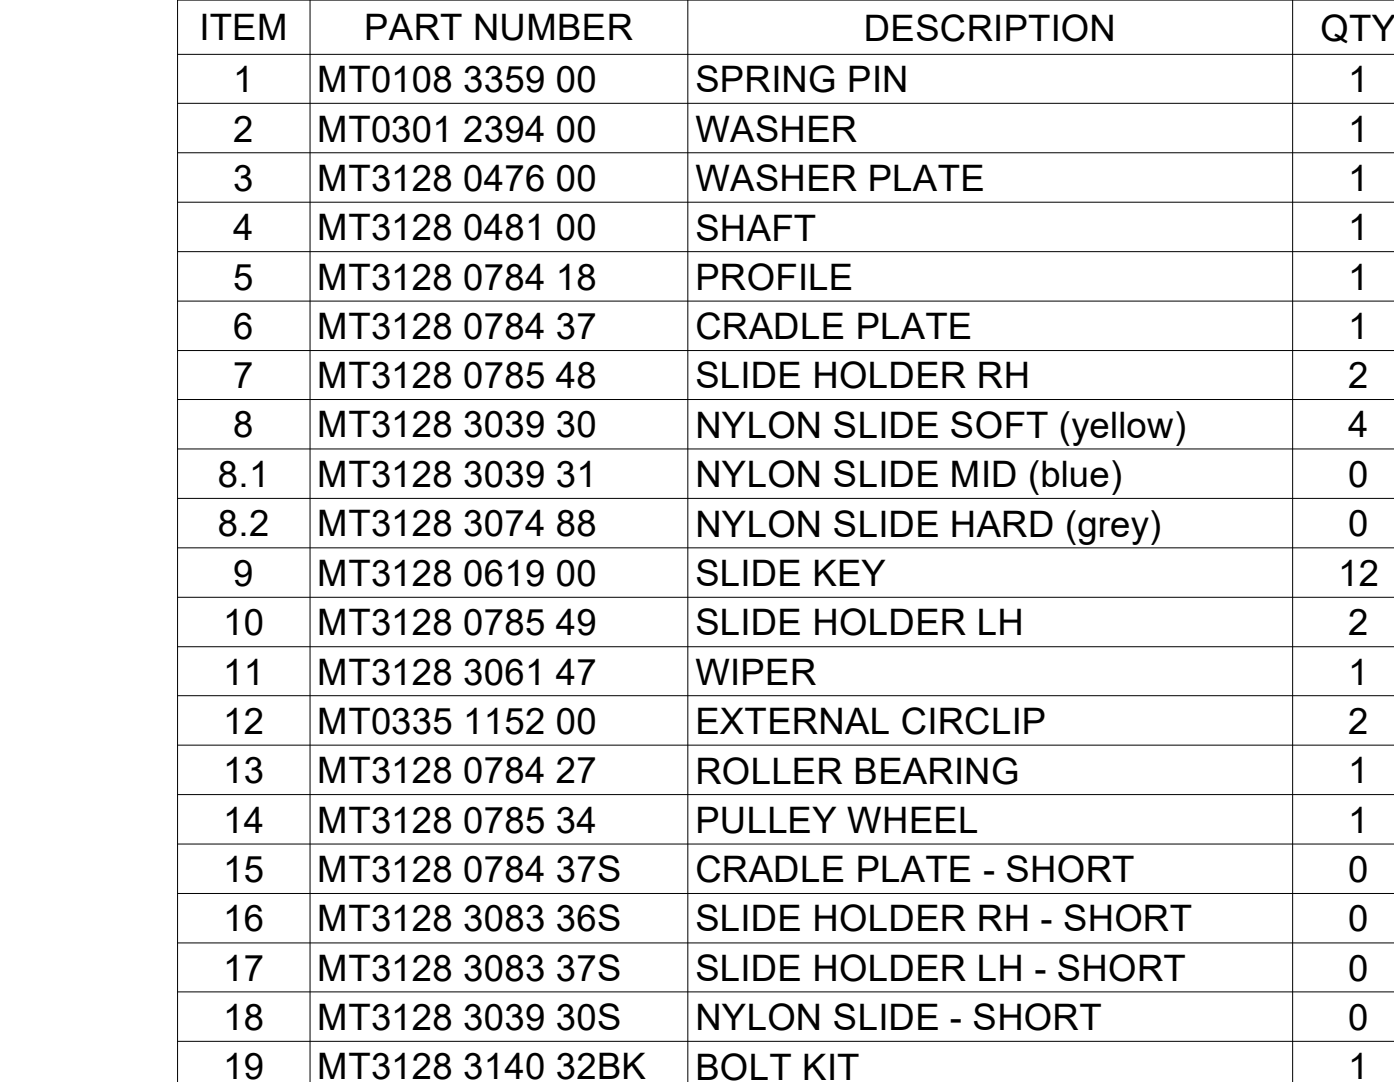 ITEM PART NUMBER DESCRIPTION QTY
1 MT0108 3359 00 SPRING PIN 1
2 MT0301 2394 00 WASHER 1
3 MT3128 0476 00 WASHER PLATE 1
4 MT3128 0481 00 SHAFT 1
5 MT3128 0784 18 PROFILE 1
6 MT3128 0784 37 CRADLE PLATE 1
7 MT3128 0785 48 SLIDE HOLDER RH 2
8 MT3128 3039 30 NYLON SLIDE SOFT (yellow) 4
8.1 MT3128 3039 31 NYLON SLIDE MID (blue) 0
8.2 MT3128 3074 88 NYLON SLIDE HARD (grey) 0
9 MT3128 0619 00 SLIDE KEY 12
10 MT3128 0785 49 SLIDE HOLDER LH 2
11 MT3128 3061 47 WIPER 1
12 MT0335 1152 00 EXTERNAL CIRCLIP 2
13 MT3128 0784 27 ROLLER BEARING 1
14 MT3128 0785 34 PULLEY WHEEL 1
15 MT3128 0784 37S CRADLE PLATE - SHORT 0
16 MT3128 3083 36S SLIDE HOLDER RH - SHORT 0
17 MT3128 3083 37S SLIDE HOLDER LH - SHORT 0
18 MT3128 3039 30S NYLON SLIDE - SHORT 0
19 MT3128 3140 32BK BOLT KIT 1